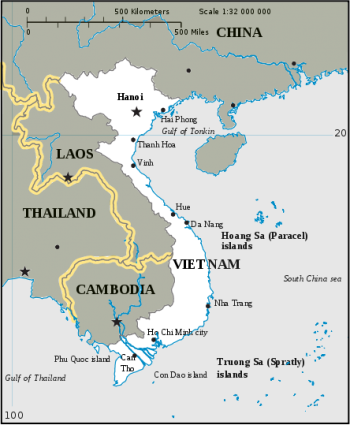 0 500 Kilometers Scale 1:32 000 000
0 500 Miles
CHINA
Hanoi
Hai Phong
Gulf of Tonkin
20
Thanh Hoa
LAOS
Vinh
THAILAND
Hue
Da Nang
Hoang Sa (Paracel)
islands
VIETNAM
South China sea
CAMBODIA
Nha Trang
Ho Chi Minh city
Phu Quoc island
Can
Tho
Truong Sa (Spratly)
islands
Con Dao island
Gulf of Thailand
100